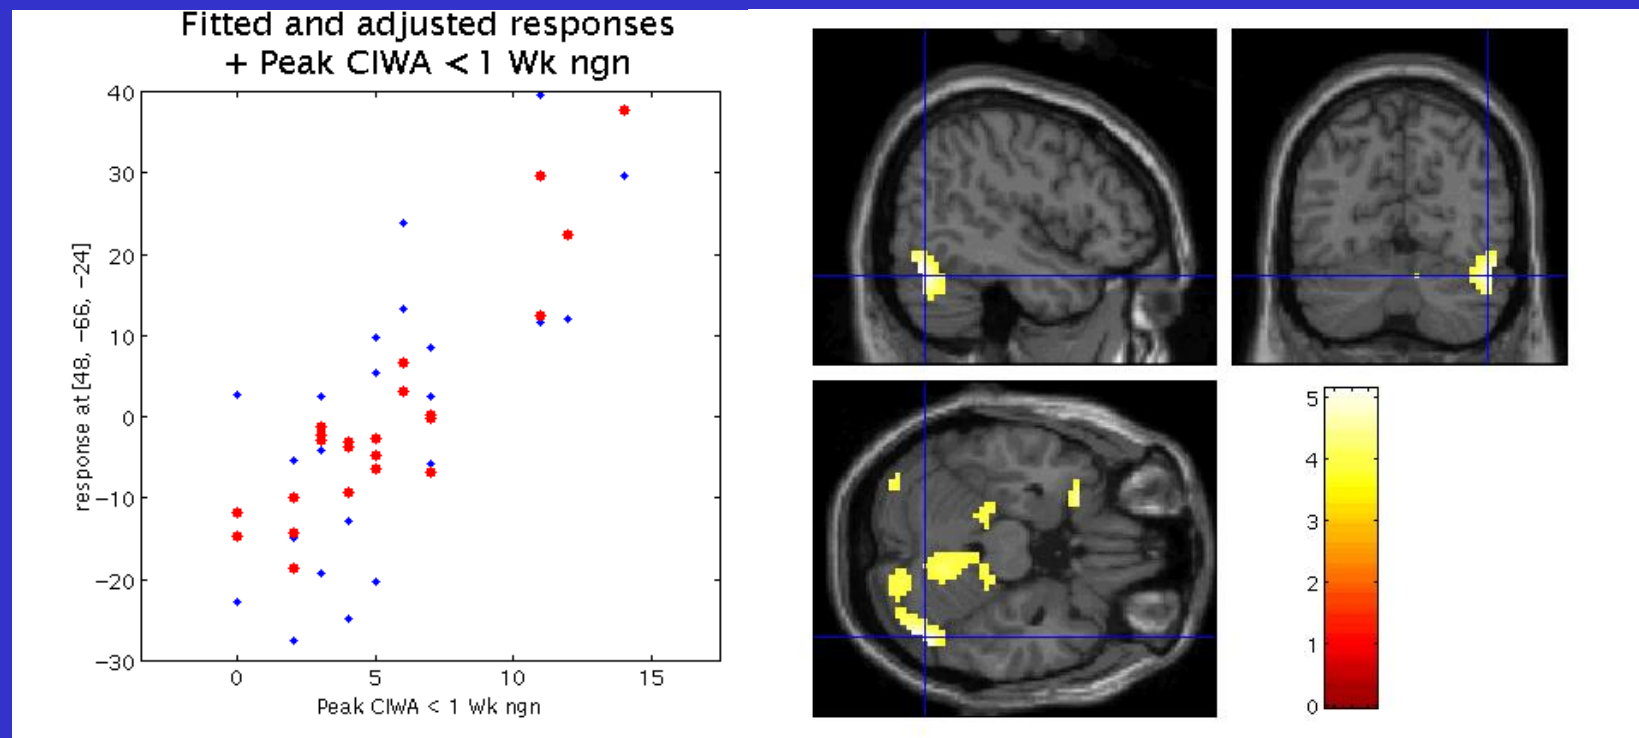 Fitted and adjusted responses
+ Peak CIWA < 1 Wk ngn
40
30
20
10
0
−10
−20
−30
response at [48, −66, −24]
0 5 10 15
Peak CIWA < 1 Wk ngn
5
4
3
2
1
0